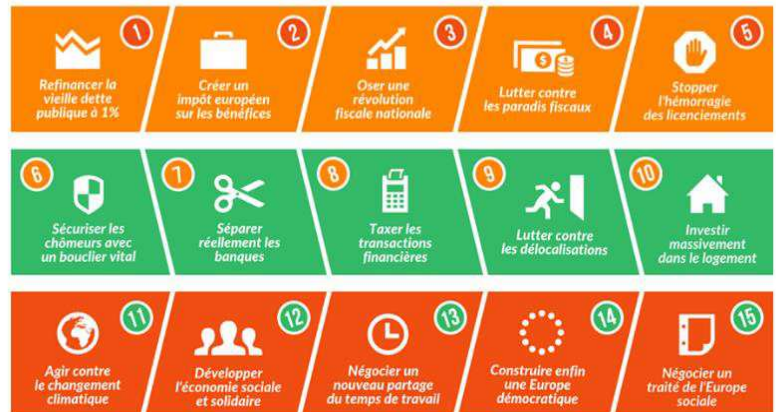 1
Refinancer la
vieille dette
publique à 1%
2
Créer un
impôt européen
sur les bénéfices
3
Oser une
révolution
fiscale nationale
4
Lutter contre
les paradis fiscaux
5
Stopper
l'hémorragie
des licenciements
6
Sécuriser les
chômeurs avec
un bouclier vital
7
Séparer
réellement les
banques
8
Taxer les
transactions
financières
9
Lutter contre
les délocalisations
10
Investir
massivement
dans le logement
11
Agir contre
le changement
climatique
12
Développer
l'économie sociale
et solidaire
13
Négocier un
nouveau partage
du temps de travail
14
Construire enfin
une Europe
démocratique
15
Négocier un
traité de l'Europe
sociale